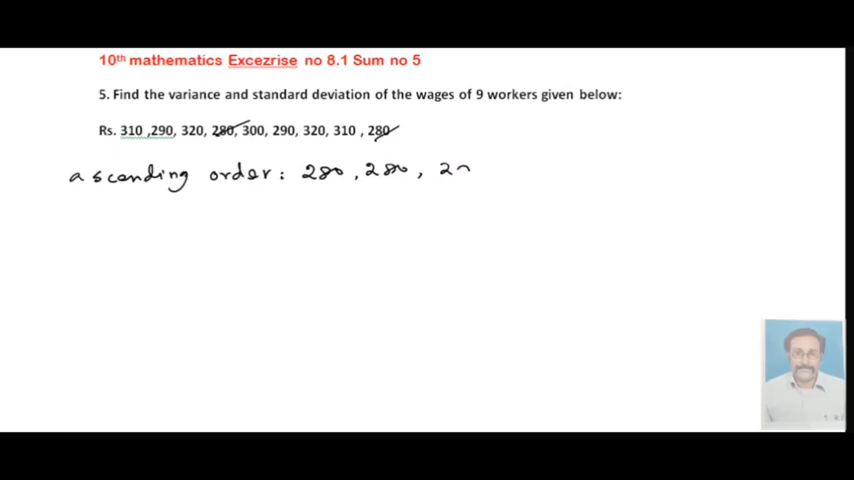 10th mathematics Excezrise no 8.1 Sum no 5
5. Find the variance and standard deviation of the wages of 9 workers given below:
Rs. 310 ,290, 320, 280, 300, 290, 320, 310 , 280
ascending order: 280, 280,